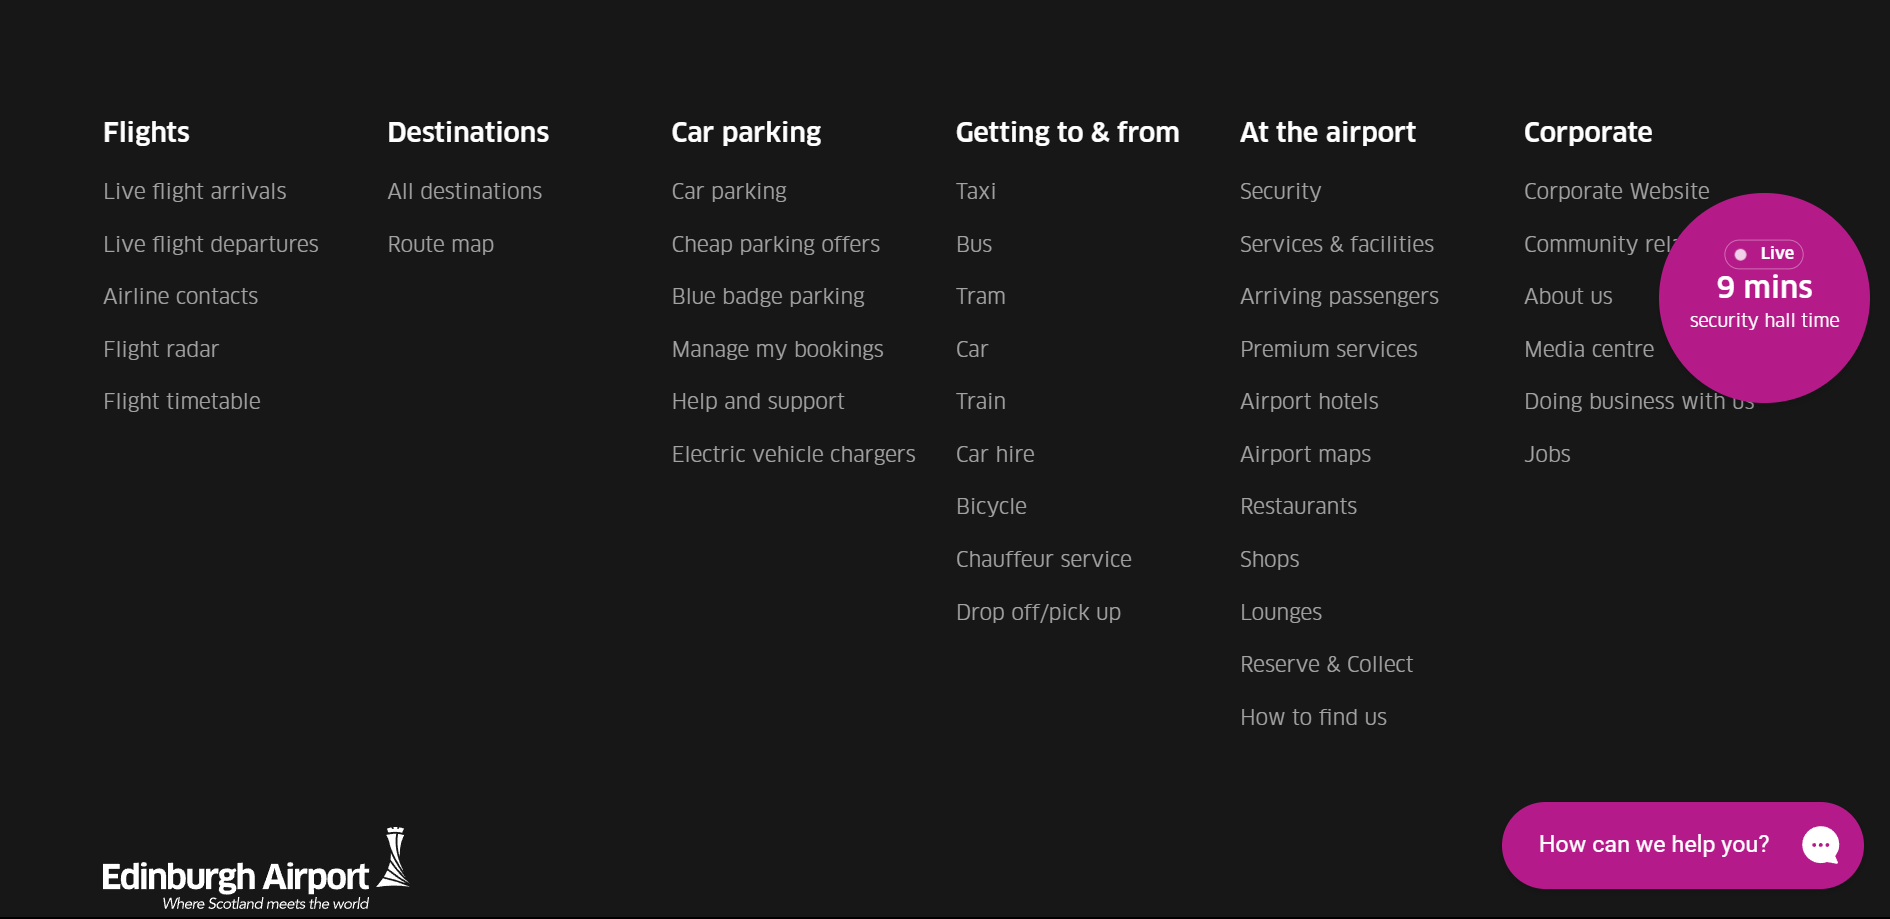 Flights
Live flight arrivals
Live flight departures
Airline contacts
Flight radar
Flight timetable
Destinations
All destinations
Route map
Car parking
Car parking
Cheap parking offers
Blue badge parking
Manage my bookings
Help and support
Electric vehicle chargers
Getting to & from
Taxi
Bus
Tram
Car
Train
Car hire
Bicycle
Chauffeur service
Drop off/pick up
At the airport
Security
Services & facilities
Arriving passengers
Premium services
Airport hotels
Airport maps
Restaurants
Shops
Lounges
Reserve & Collect
How to find us
Corporate
Corporate Website
Community
About us
Media centre
Doing business with us
Jobs
Live
9 mins
security hall time
How can we help you?
Edinburgh Airport
Where Scotland meets the world